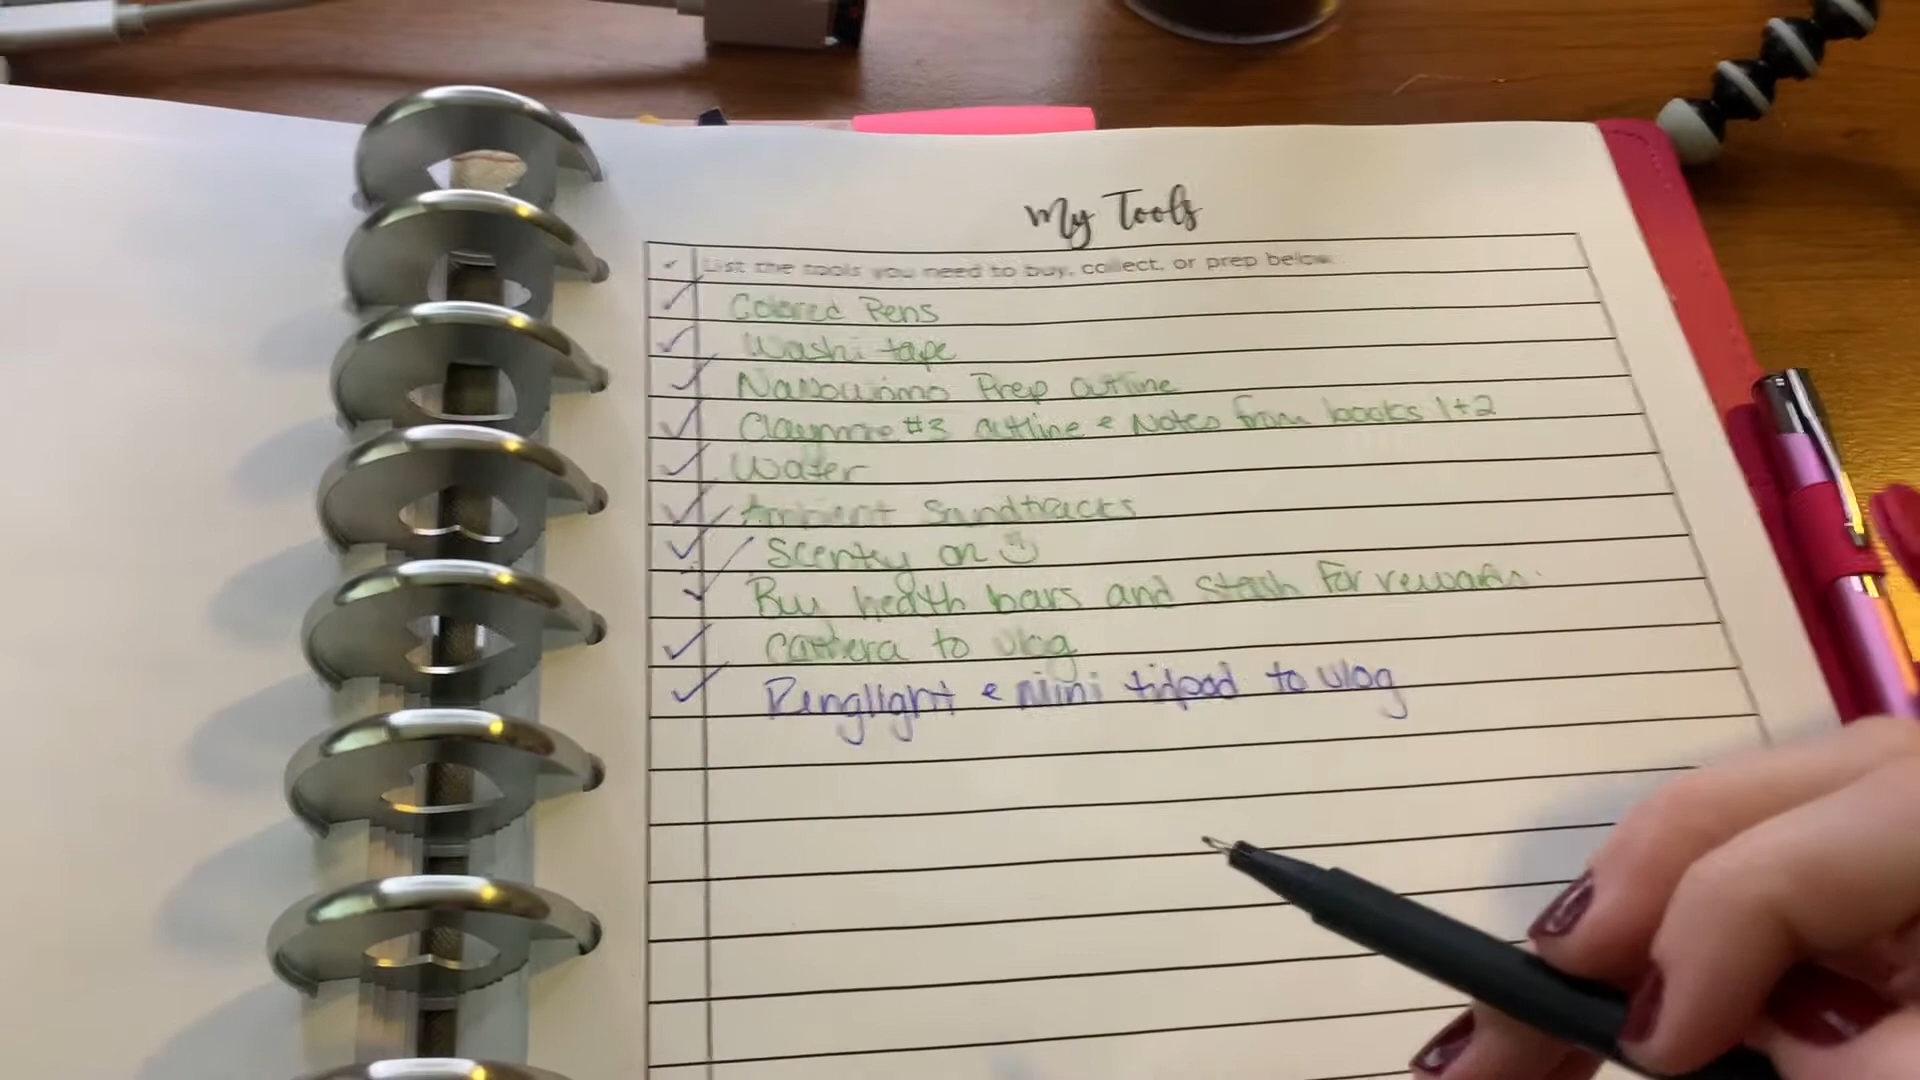 My Tools
✓ List the tools you need to buy, collect, or prep below.
✓ Colored Pens
✓ Washi tape
✓ NaNoWrimo Prep Outline
✓ Claymore #3 outline & Notes from books 1+2
✓ Water
✓ Ambient Soundtracks
✓ Scentsy on
✓ Buy health bars and stash for rewards.
✓ Camera to vlog
✓ Ringlight & Mini tripod to vlog